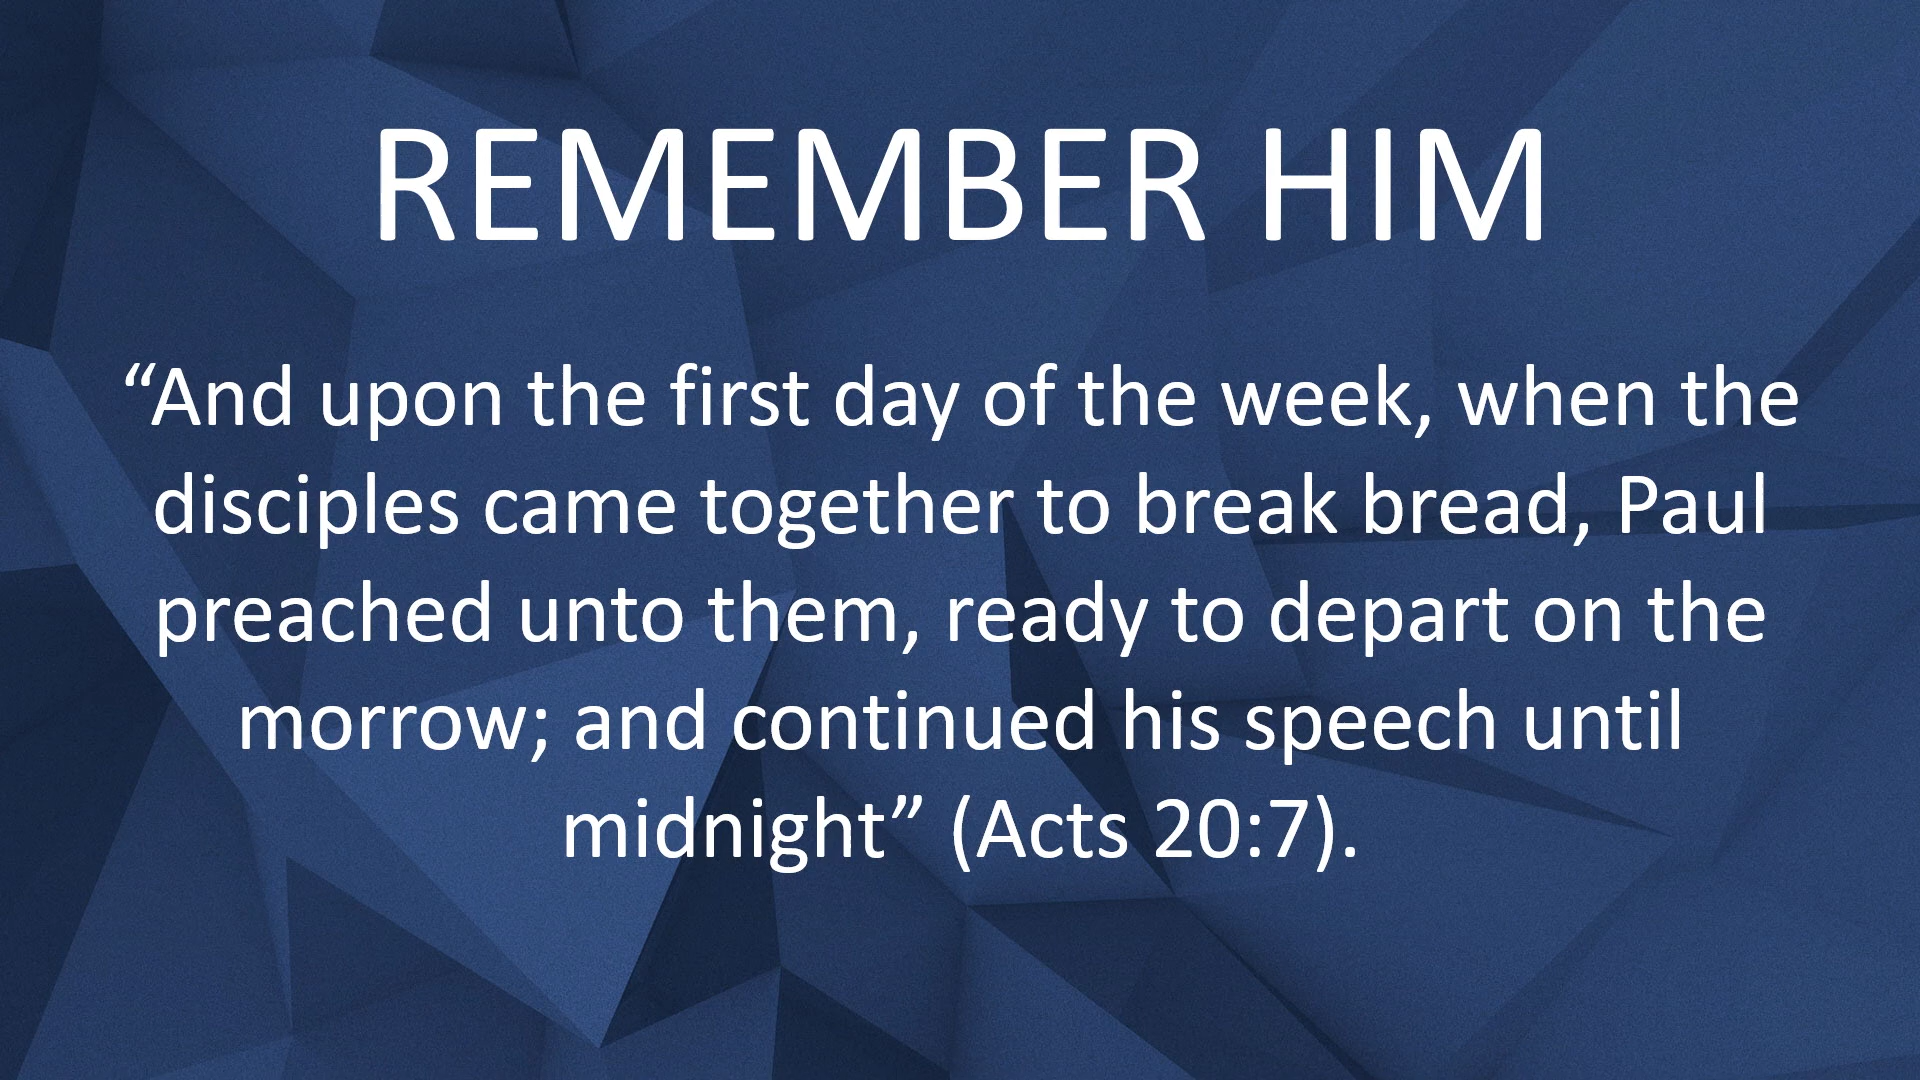 REMEMBER HIM
“And upon the first day of the week, when the
disciples came together to break bread, Paul
preached unto them, ready to depart on the
morrow; and continued his speech until
midnight” (Acts 20:7).